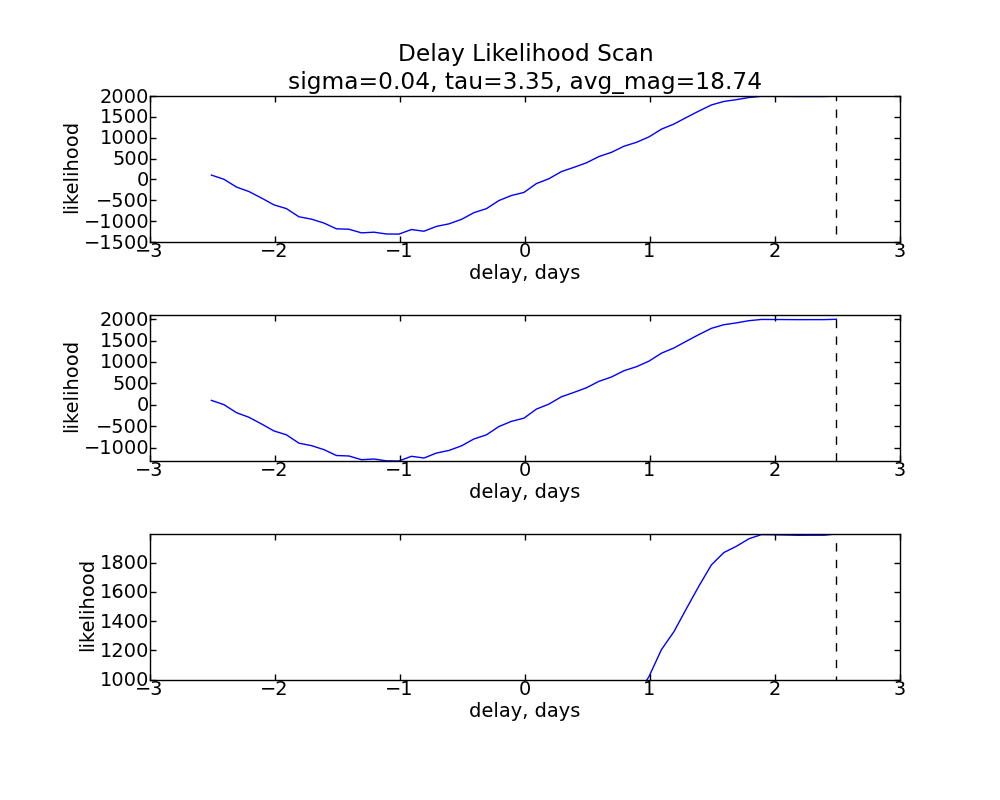 Delay Likelihood Scan
sigma=0.04, tau=3.35, avg_mag=18.74
2000
1500
1000
500
0
−500
−1000
−1500
likelihood
−3 −2 −1 0 1 2 3
delay, days
2000
1500
1000
500
0
−500
−1000
likelihood
−3 −2 −1 0 1 2 3
delay, days
1800
1600
1400
1200
1000
likelihood
−3 −2 −1 0 1 2 3
delay, days